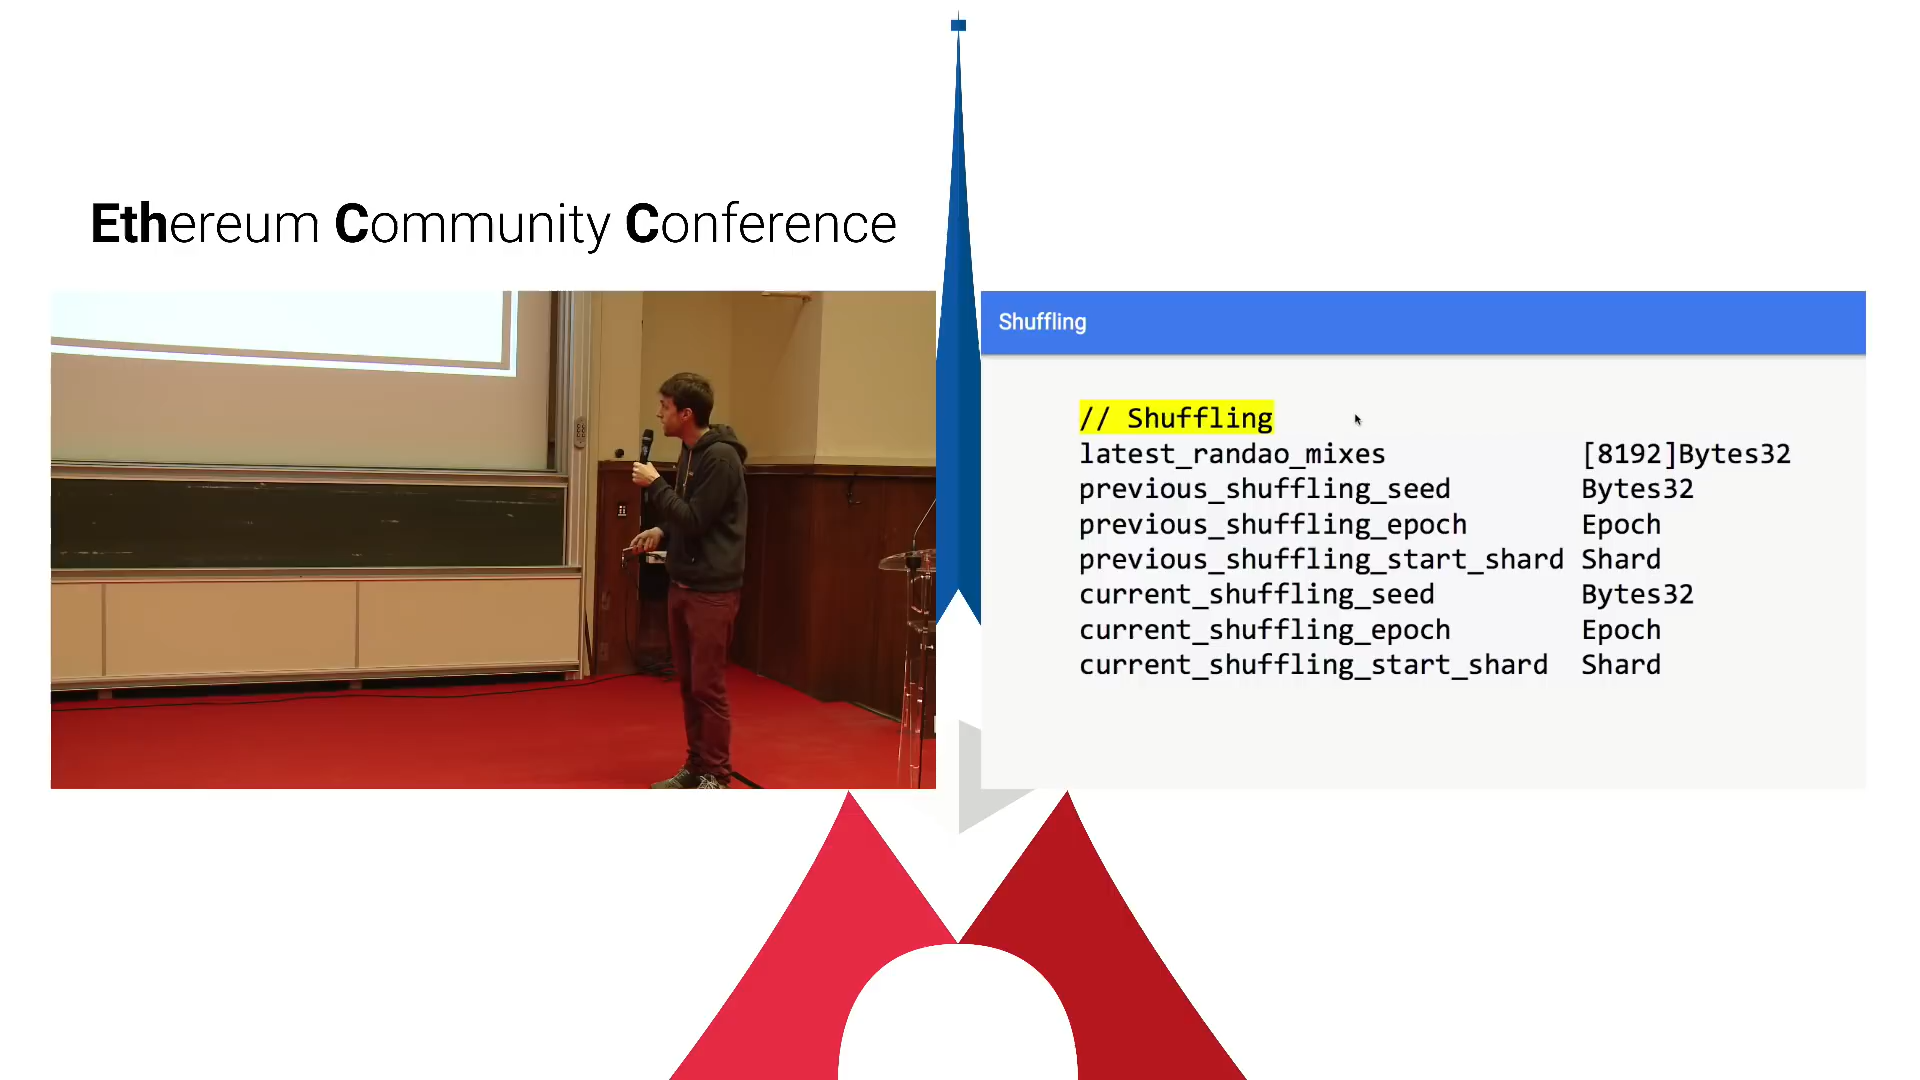 Ethereum Community Conference
Shuffling
// Shuffling
latest_randao_mixes [8192]Bytes32
previous_shuffling_seed Bytes32
previous_shuffling_epoch Epoch
previous_shuffling_start_shard Shard
current_shuffling_seed Bytes32
current_shuffling_epoch Epoch
current_shuffling_start_shard Shard